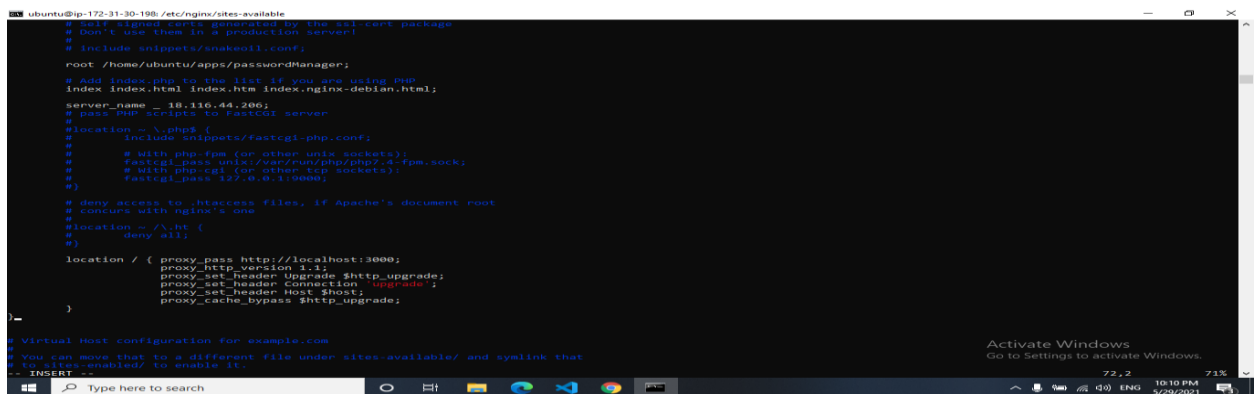 ubuntu@ip-172-31-30-198: /etc/nginx/sites-available
# Self signed certs generated by the ssl-cert package
# Don't use them in a production server!
#
# include snippets/snakeoil.conf;
root /home/ubuntu/apps/passwordManager;
# Add index.php to the list if you are using PHP
index index.html index.htm index.nginx-debian.html;
server_name _ 18.116.44.206;
# pass PHP scripts to FastCGI server
#
#location ~ \.php$ {
#       include snippets/fastcgi-php.conf;
#
#       # With php-fpm (or other unix sockets):
#       fastcgi_pass unix:/var/run/php/php7.4-fpm.sock;
#       # With php-cgi (or other tcp sockets):
#       fastcgi_pass 127.0.0.1:9000;
#}
# deny access to .htaccess files, if Apache's document root
# concurs with nginx's one
#
#location ~ /\.ht {
#       deny all;
#}
location / { proxy_pass http://localhost:3000;
proxy_http_version 1.1;
proxy_set_header Upgrade $http_upgrade;
proxy_set_header Connection 'upgrade';
proxy_set_header Host $host;
proxy_cache_bypass $http_upgrade;
}
}
# Virtual Host configuration for example.com
#
# You can move that to a different file under sites-available/ and symlink that
# to sites-enabled/ to enable it.
-- INSERT --
72,2
71%
Activate Windows
Go to Settings to activate Windows.
Type here to search
ENG
10:10 PM
5/29/2021